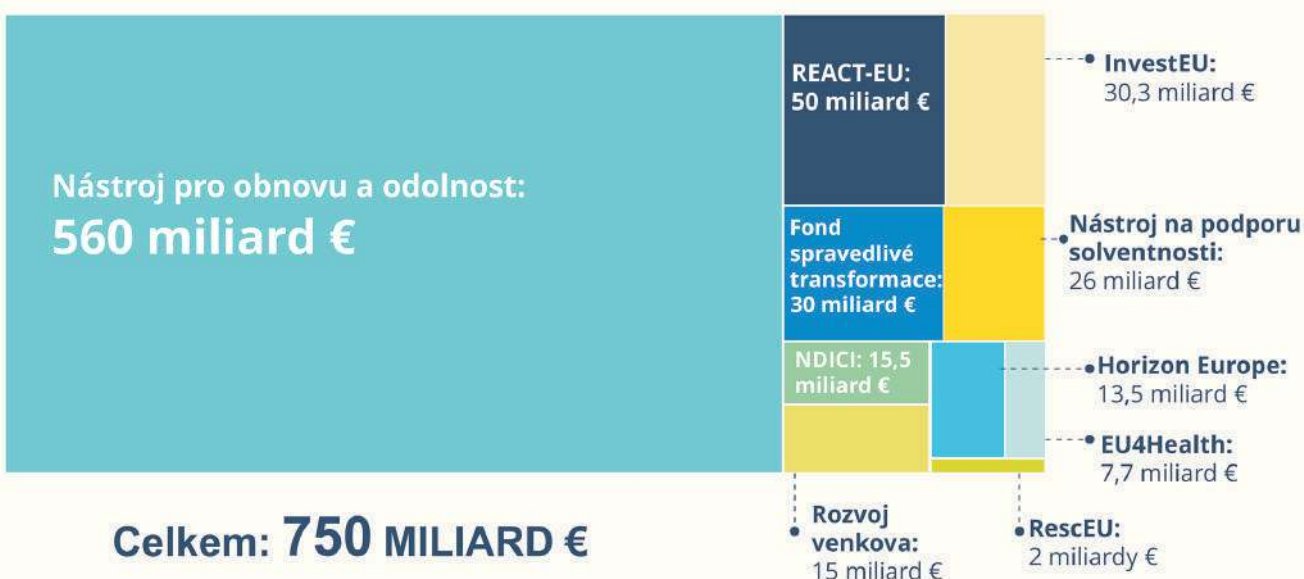 Nástroj pro obnovu a odolnost:
560 miliard €
REACT-EU:
50 miliard €
InvestEU:
30,3 miliard €
Fond
spravedlivé
transformace:
30 miliard €
Nástroj na podporu
solventnosti:
26 miliard €
NDICI: 15,5
miliard €
Horizon Europe:
13,5 miliard €
EU4Health:
7,7 miliard €
Rozvoj
venkova:
15 miliard €
RescEU:
2 miliardy €
Celkem: 750 MILIARD €